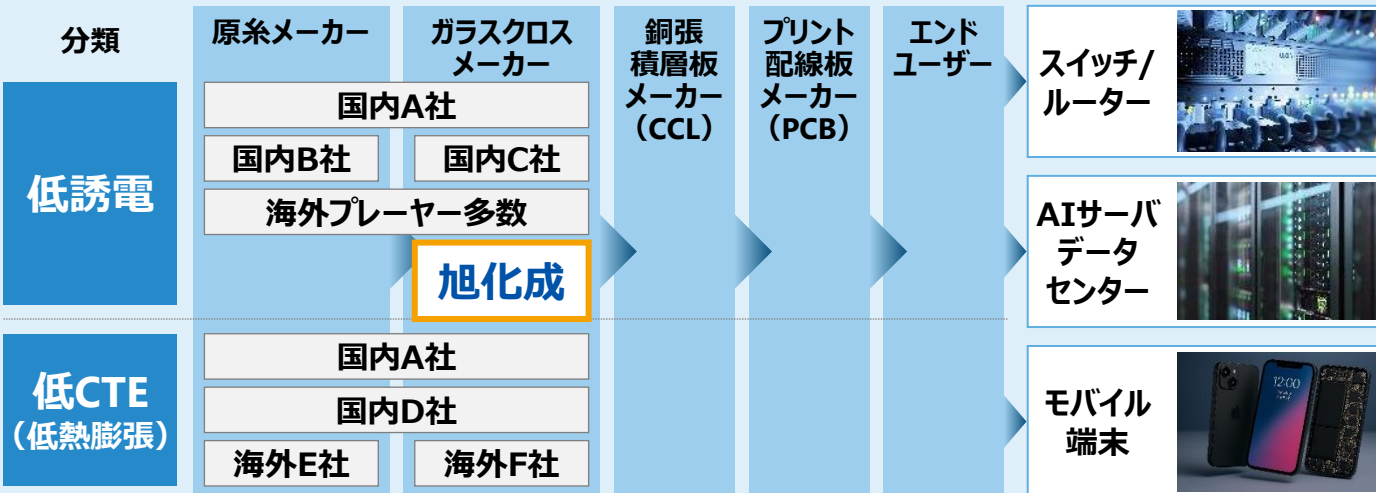 分類
原糸メーカー
ガラスクロス
メーカー
銅張
積層板
メーカー
（CCL）
プリント
配線板
メーカー
（PCB）
エンド
ユーザー
低誘電
国内A社
国内B社
国内C社
海外プレーヤー多数
旭化成
低CTE
（低熱膨張）
国内A社
国内D社
海外E社
海外F社
スイッチ/
ルーター
AIサーバ
データ
センター
モバイル
端末
12:00